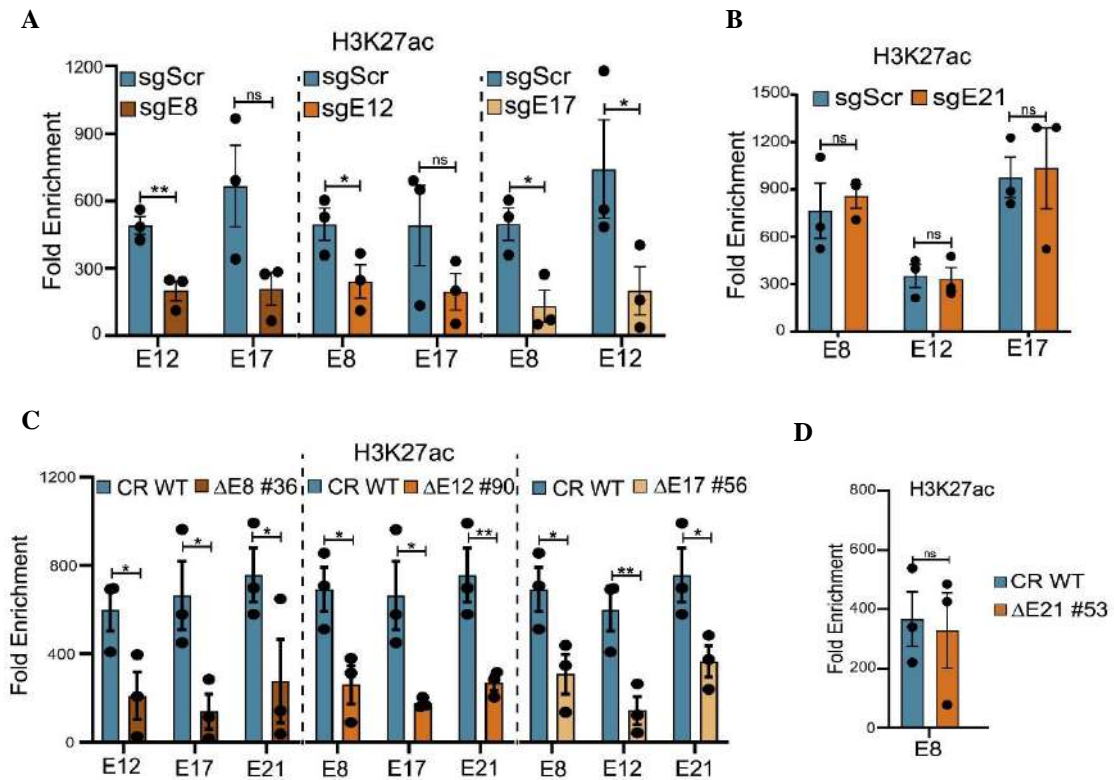 A
H3K27ac
Fold Enrichment
1200
900
600
300
0
sgScr
sgE8
sgScr
sgE12
sgScr
sgE17
** ns * ns * *
E12 E17 E8 E17 E8 E12
B
H3K27ac
sgScr sgE21
Fold Enrichment
1500
1200
900
600
300
0
ns ns ns
E8 E12 E17
C
H3K27ac
CR WT ΔE8 #36 CR WT ΔE12 #90 CR WT ΔE17 #56
Fold Enrichment
1200
800
400
0
* * * * * ** * ** *
E12 E17 E21 E8 E17 E21 E8 E12 E21
D
H3K27ac
Fold Enrichment
800
600
400
200
0
ns
CR WT
ΔE21 #53
E8